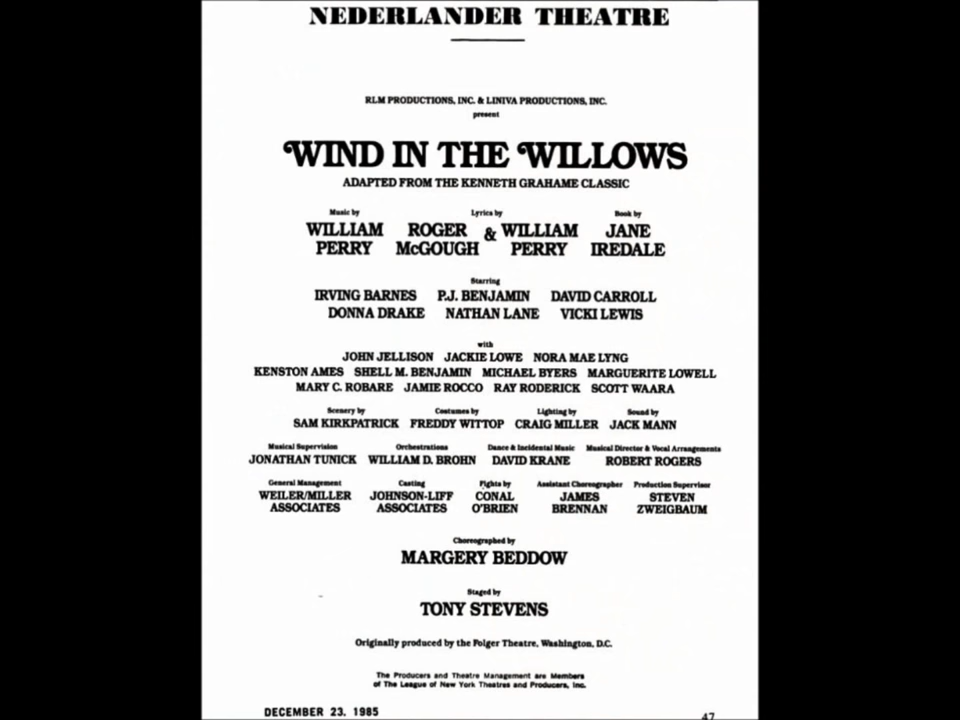 NEDERLANDER THEATRE
RLM PRODUCTIONS, INC. & LINIVA PRODUCTIONS, INC.
present
WIND IN THE WILLOWS
ADAPTED FROM THE KENNETH GRAHAME CLASSIC
Music by Lyrics by Book by
WILLIAM ROGER & WILLIAM JANE
PERRY McGOUGH PERRY IREDALE
Starring
IRVING BARNES P.J. BENJAMIN DAVID CARROLL
DONNA DRAKE NATHAN LANE VICKI LEWIS
with
JOHN JELLISON JACKIE LOWE NORA MAE LYNG
KENSTON AMES SHELL M. BENJAMIN MICHAEL BYERS MARGUERITE LOWELL
MARY C. ROBARE JAMIE ROCCO RAY RODERICK SCOTT WAARA
Scenery by Costumes by Lighting by Sound by
SAM KIRKPATRICK FREDDY WITTOP CRAIG MILLER JACK MANN
Musical Supervision Orchestrations Dance & Incidental Music Musical Director & Vocal Arrangements
JONATHAN TUNICK WILLIAM D. BROHN DAVID KRANE ROBERT ROGERS
General Management Casting Fights by Assistant Choreographer Production Supervisor
WEILER/MILLER JOHNSON-LIFF CONAL JAMES STEVEN
ASSOCIATES ASSOCIATES O'BRIEN BRENNAN ZWEIGBAUM
Choreographed by
MARGERY BEDDOW
Staged by
TONY STEVENS
Originally produced by the Folger Theatre, Washington, D.C.
The Producers and Theatre Management are Members
of The League of New York Theatres and Producers, Inc.
DECEMBER 23, 1985 47